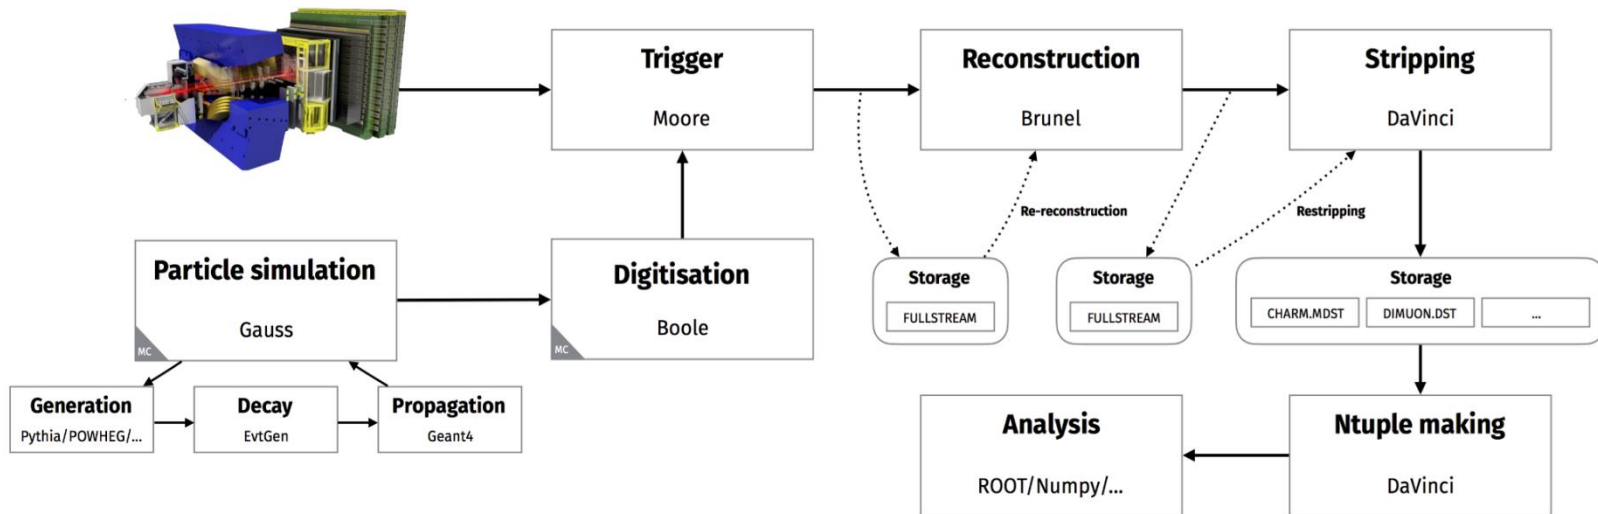 Trigger
Moore
Reconstruction
Brunel
Stripping
DaVinci
Re-reconstruction
Restripping
Particle simulation
Gauss
MC
Digitisation
Boole
MC
Storage
FULLSTREAM
Storage
FULLSTREAM
Storage
CHARM.MDST
DIMUON.DST
...
Generation
Pythia/POWHEG/...
Decay
EvtGen
Propagation
Geant4
Analysis
ROOT/Numpy/...
Ntuple making
DaVinci